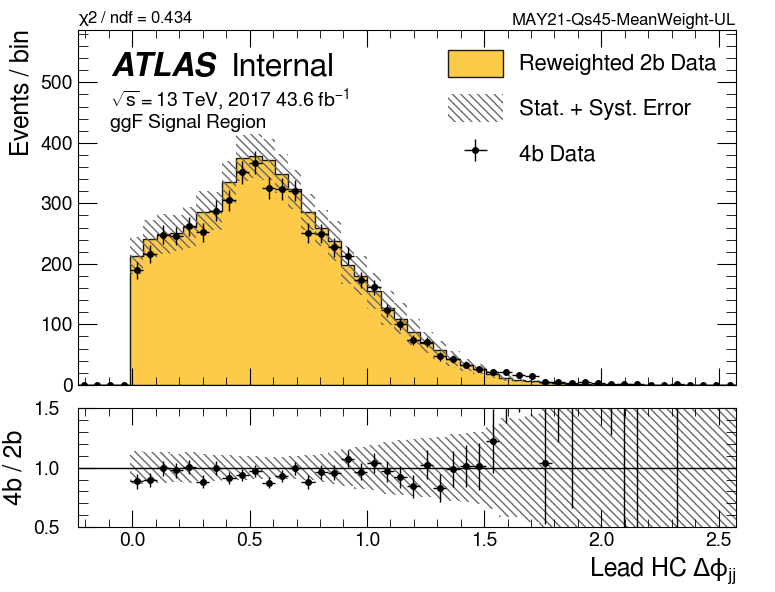 χ2 / ndf = 0.434
MAY21-Qs45-MeanWeight-UL
ATLAS Internal
√s = 13 TeV, 2017 43.6 fb⁻¹
ggF Signal Region
Reweighted 2b Data
Stat. + Syst. Error
4b Data
Events / bin
500
400
300
200
100
0
4b / 2b
1.5
1.0
0.5
0.0 0.5 1.0 1.5 2.0 2.5
Lead HC Δϕjj